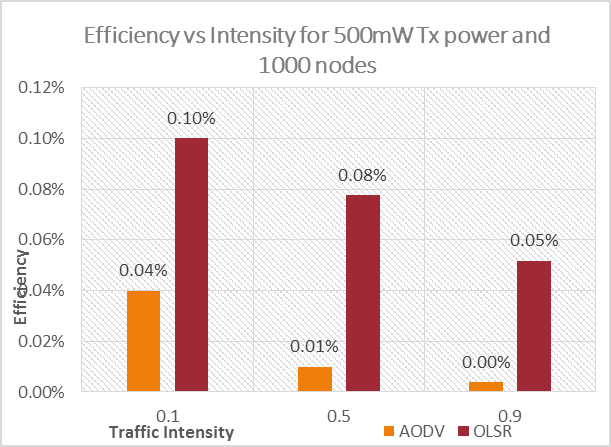 Efficiency vs Intensity for 500mW Tx power and
1000 nodes
0.12%
0.10%
0.08%
0.06%
0.04%
0.02%
0.00%
Efficiency
0.04%
0.10%
0.01%
0.08%
0.00%
0.05%
0.1
0.5
0.9
Traffic Intensity
AODV
OLSR